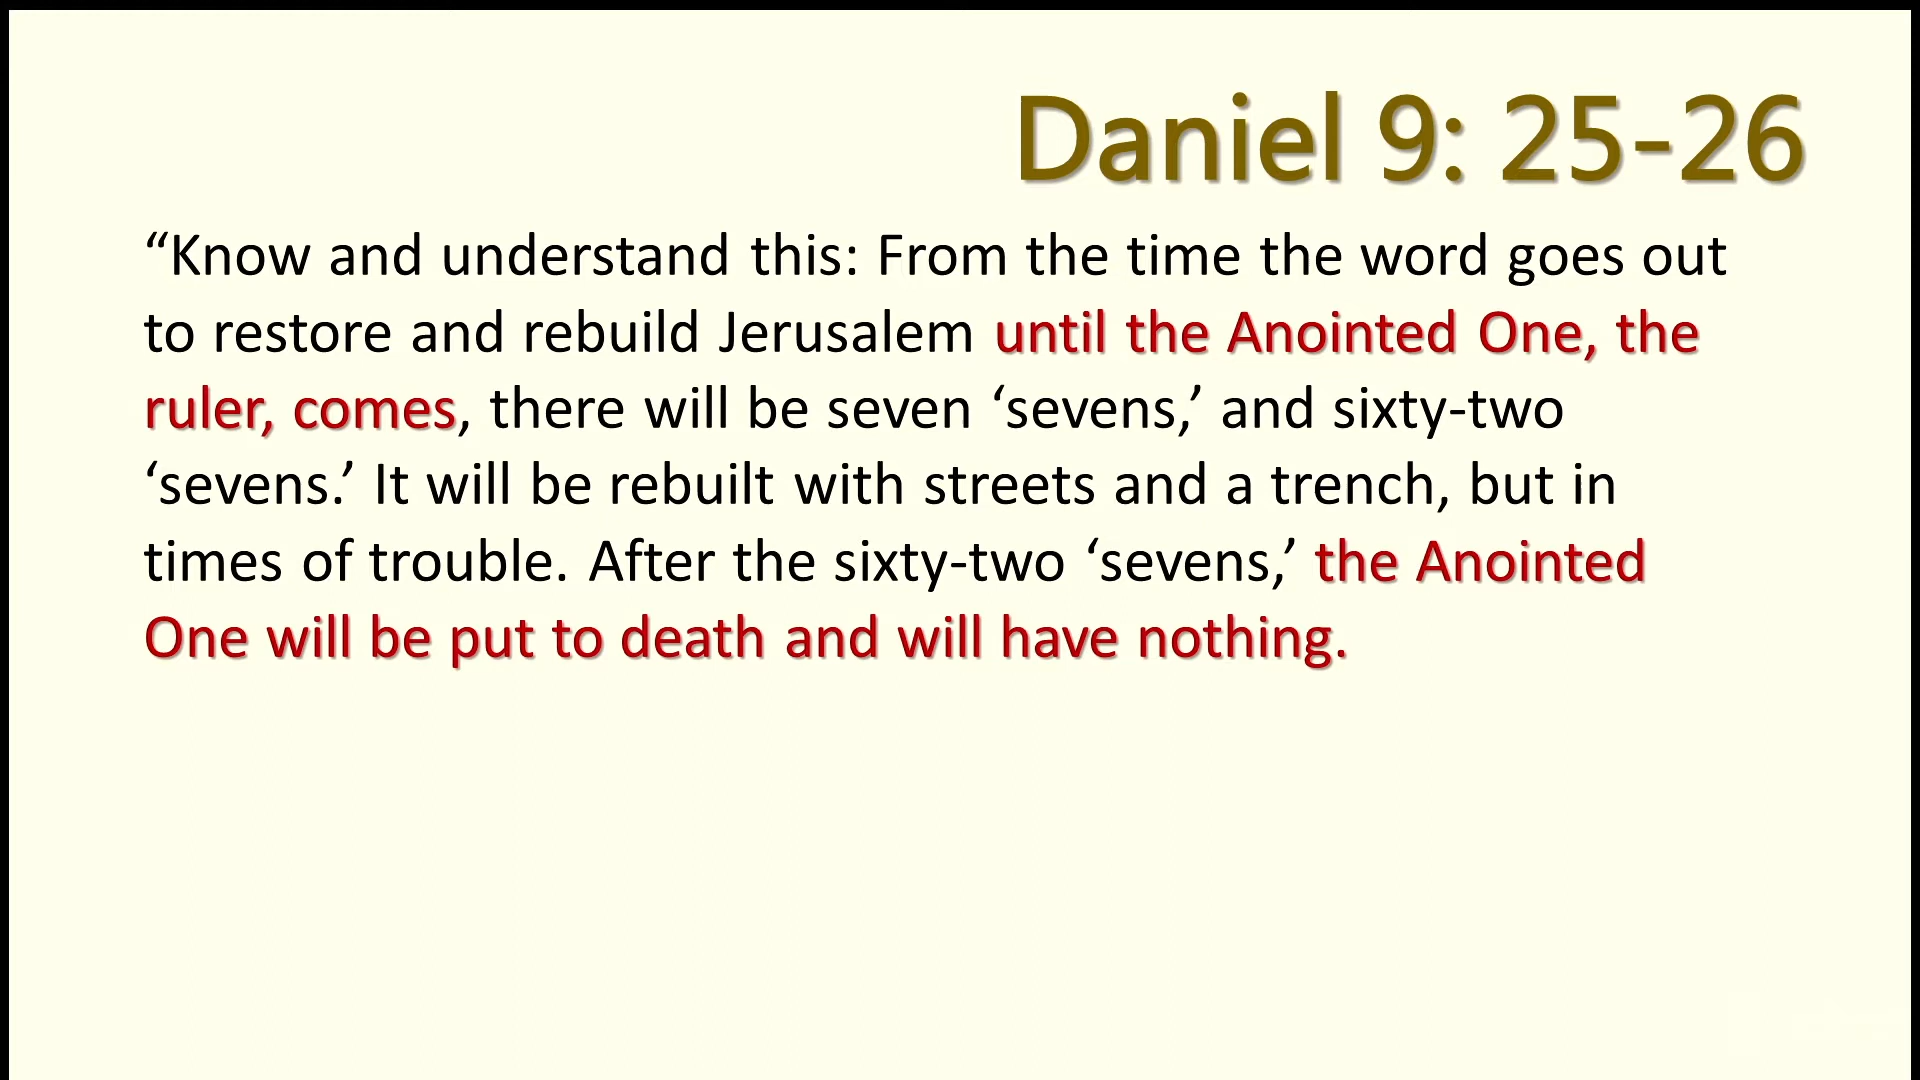 Daniel 9: 25-26
“Know and understand this: From the time the word goes out
to restore and rebuild Jerusalem until the Anointed One, the
ruler, comes, there will be seven ‘sevens,’ and sixty-two
‘sevens.’ It will be rebuilt with streets and a trench, but in
times of trouble. After the sixty-two ‘sevens,’ the Anointed
One will be put to death and will have nothing.